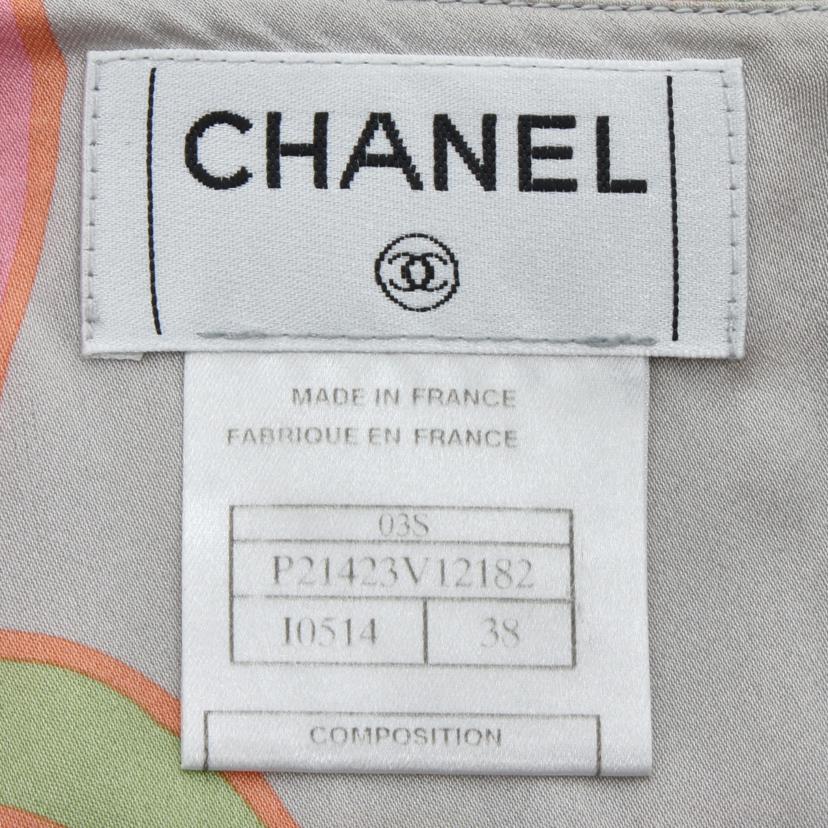 CHANEL
MADE IN FRANCE
FABRIQUE EN FRANCE
03S
P21423V12182
I0514 38
COMPOSITION